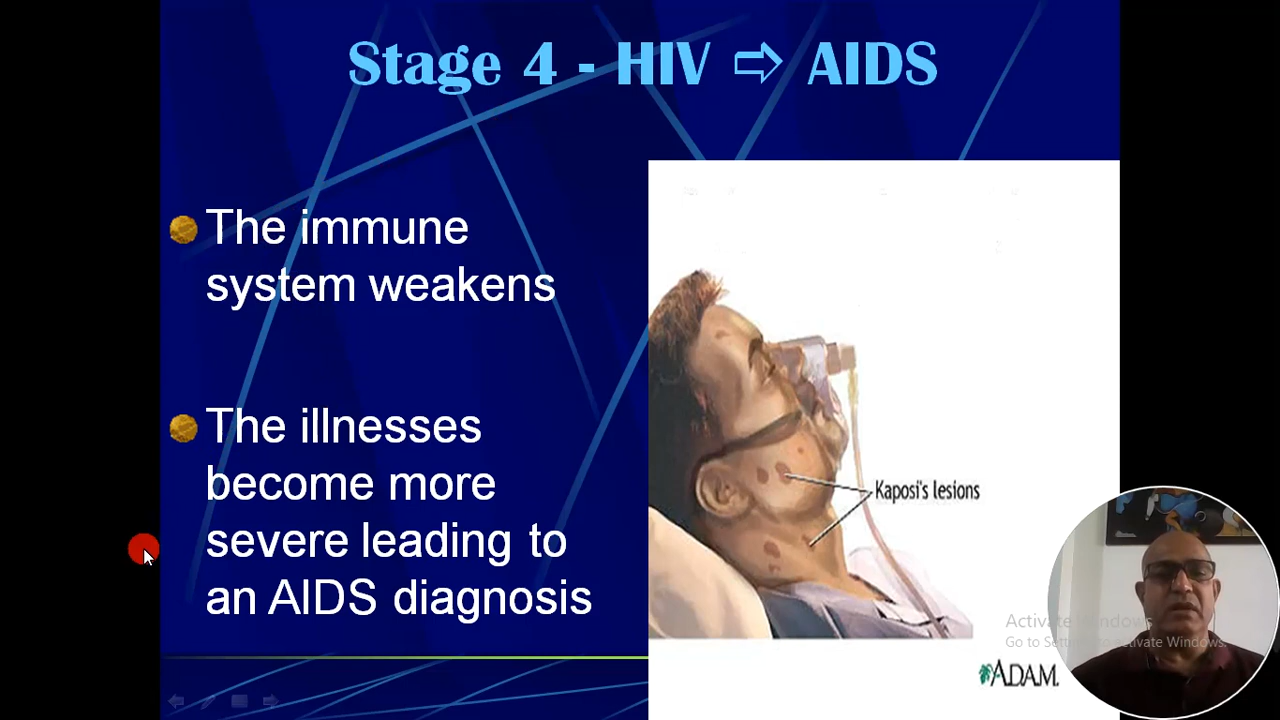 Stage 4 - HIV ⇨ AIDS
The immune
system weakens
The illnesses
become more
severe leading to
an AIDS diagnosis
Kaposi's lesions
ADAM.
Activate Windows
Go to Settings to activate Windows.